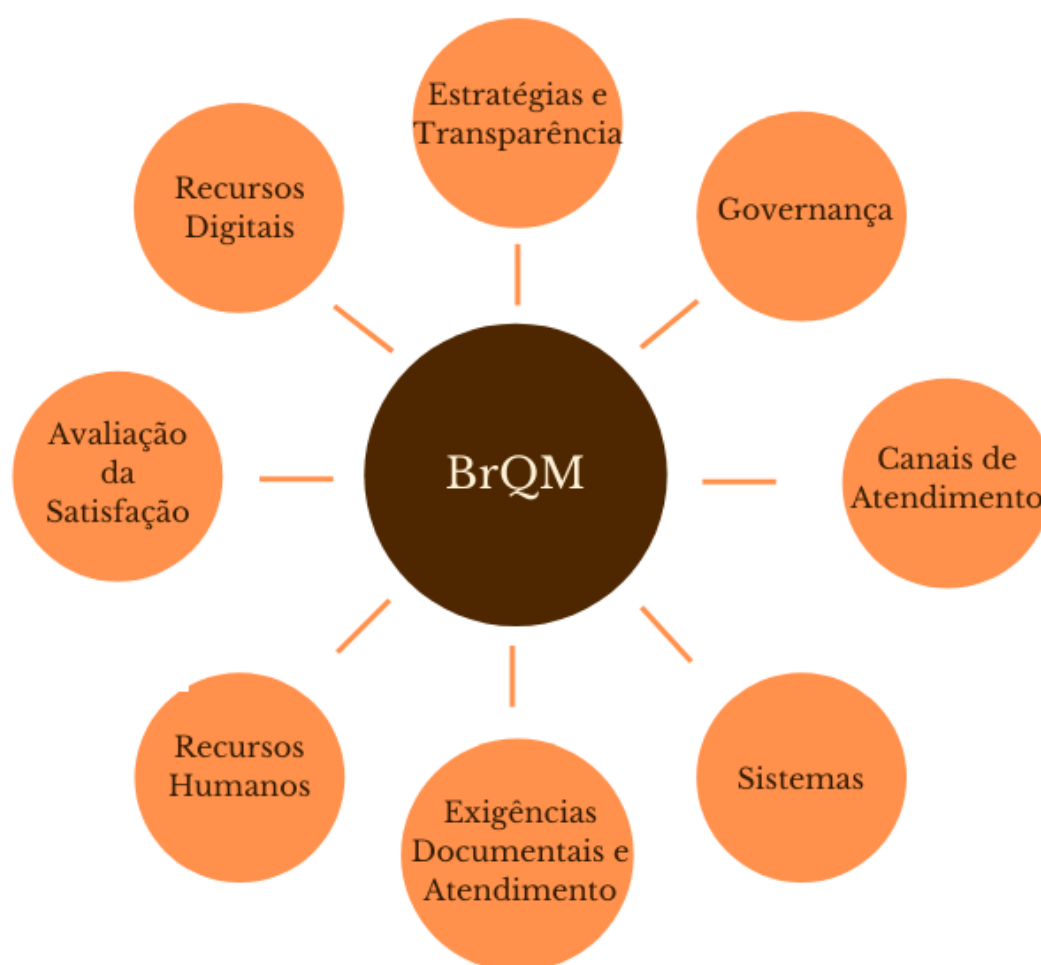 Estratégias e
Transparência
Governança
Canais de
Atendimento
Sistemas
Exigências
Documentais e
Atendimento
Recursos
Humanos
Avaliação
da
Satisfação
Recursos
Digitais
BrQM